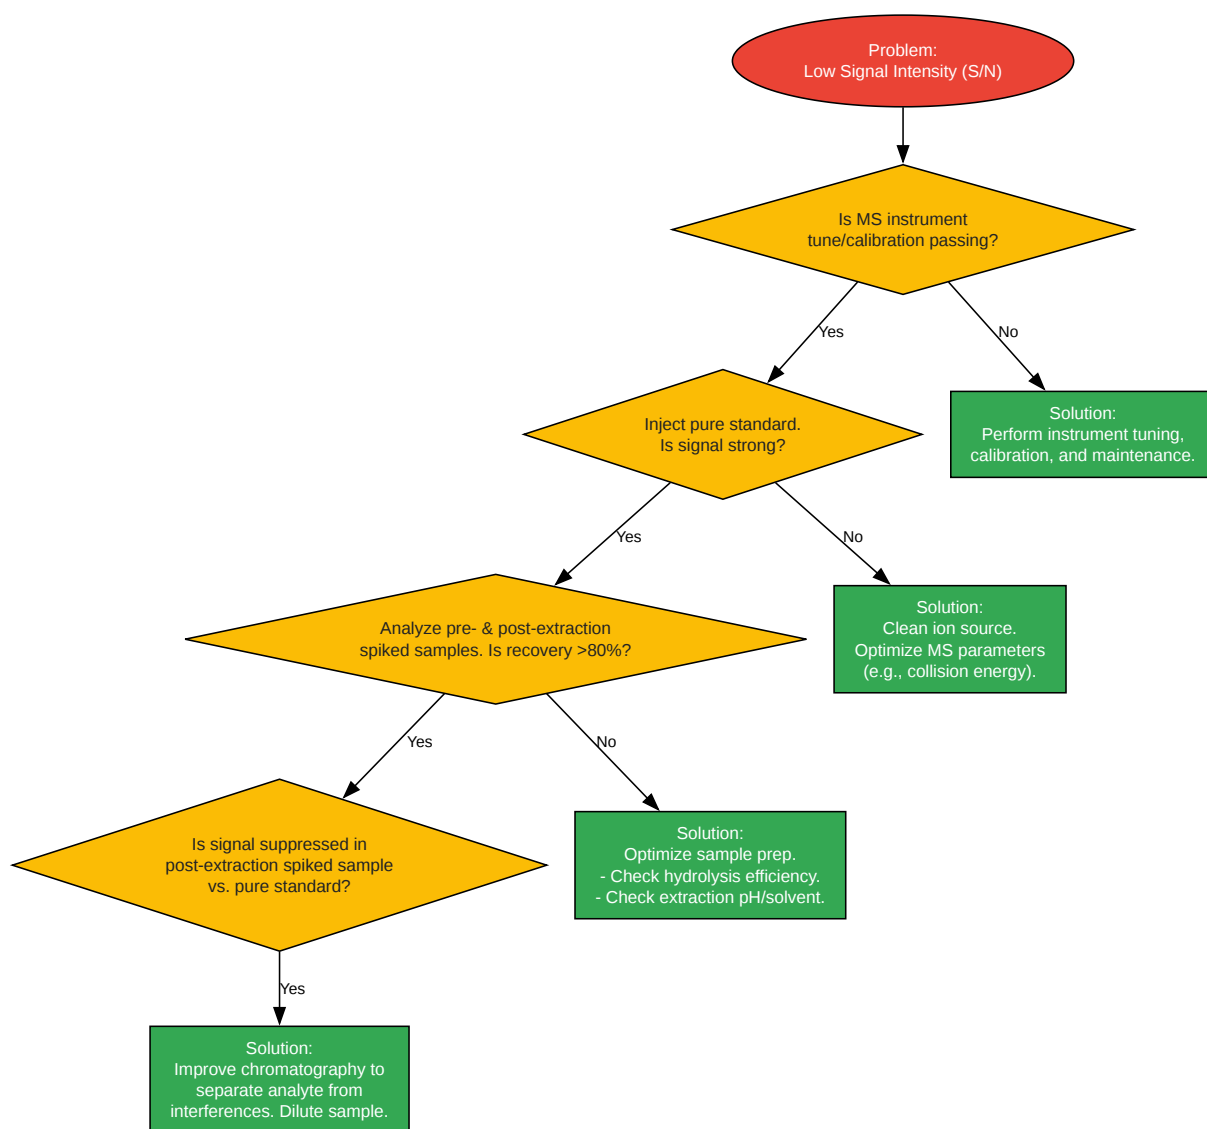 Problem:
Low Signal Intensity (S/N)
Is MS instrument
tune/calibration passing?
Yes
No
Inject pure standard.
Is signal strong?
Solution:
Perform instrument tuning,
calibration, and maintenance.
Yes
No
Analyze pre- & post-extraction
spiked samples. Is recovery >80%?
Solution:
Clean ion source.
Optimize MS parameters
(e.g., collision energy).
Yes
No
Is signal suppressed in
post-extraction spiked sample
vs. pure standard?
Solution:
Optimize sample prep.
- Check hydrolysis efficiency.
- Check extraction pH/solvent.
Yes
Solution:
Improve chromatography to
separate analyte from
interferences. Dilute sample.